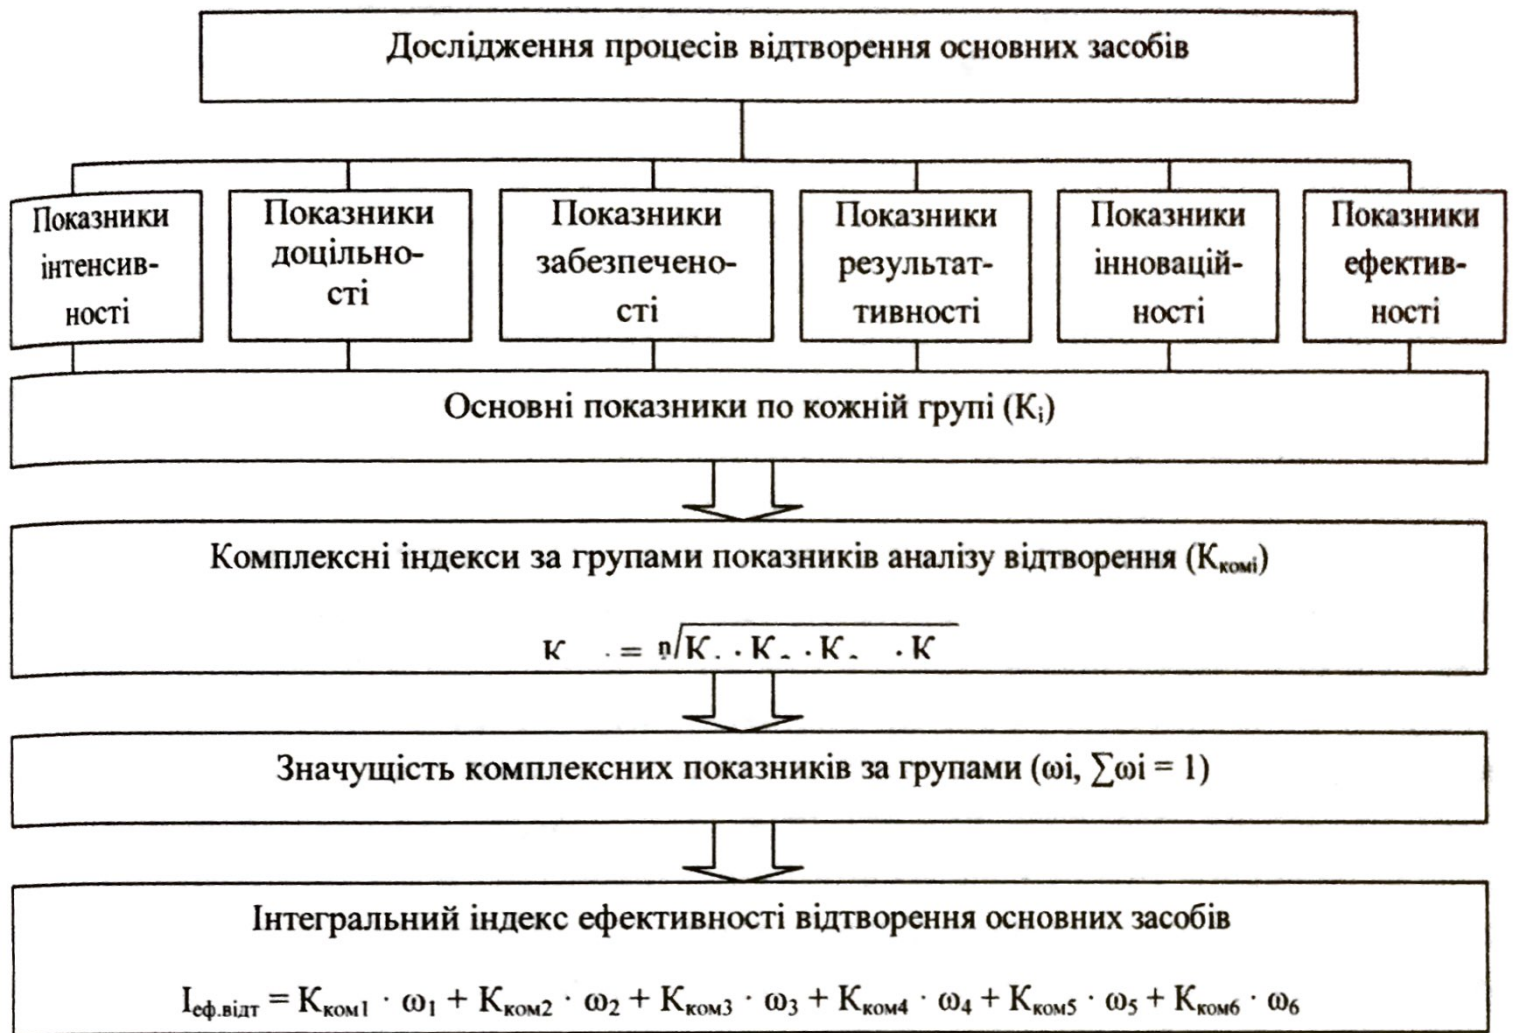 Дослідження процесів відтворення основних засобів
Показники
інтенсив-
ності
Показники
доцільно-
сті
Показники
забезпечено-
сті
Показники
результат-
тивності
Показники
інновацій-
ності
Показники
ефектив-
ності
Основні показники по кожній групі (Кі)
Комплексні індекси за групами показників аналізу відтворення (Ккомі)
Значущість комплексних показників за групами (ωі, ∑ωі = 1)
Інтегральний індекс ефективності відтворення основних засобів
Іеф.відт = Кком1 · ω1 + Кком2 · ω2 + Кком3 · ω3 + Кком4 · ω4 + Кком5 · ω5 + Кком6 · ω6